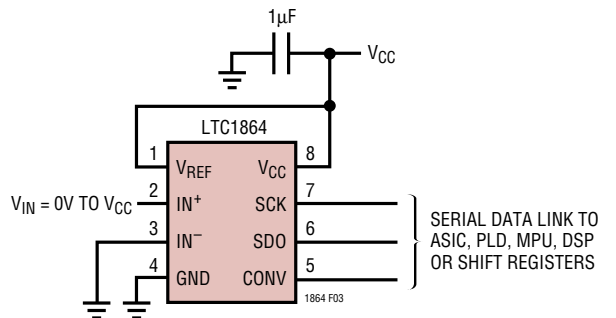 1µF
VCC
LTC1864
1 VREF VCC 8
VIN = 0V TO VCC 2 IN+ SCK 7
3 IN− SDO 6
4 GND CONV 5
SERIAL DATA LINK TO
ASIC, PLD, MPU, DSP
OR SHIFT REGISTERS
1864 F03